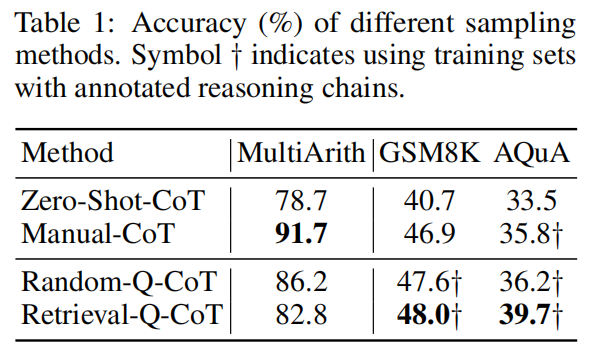 Table 1: Accuracy (%) of different sampling
methods. Symbol † indicates using training sets
with annotated reasoning chains.
Method MultiArith GSM8K AQuA
Zero-Shot-CoT 78.7 40.7 33.5
Manual-CoT 91.7 46.9 35.8†
Random-Q-CoT 86.2 47.6† 36.2†
Retrieval-Q-CoT 82.8 48.0† 39.7†